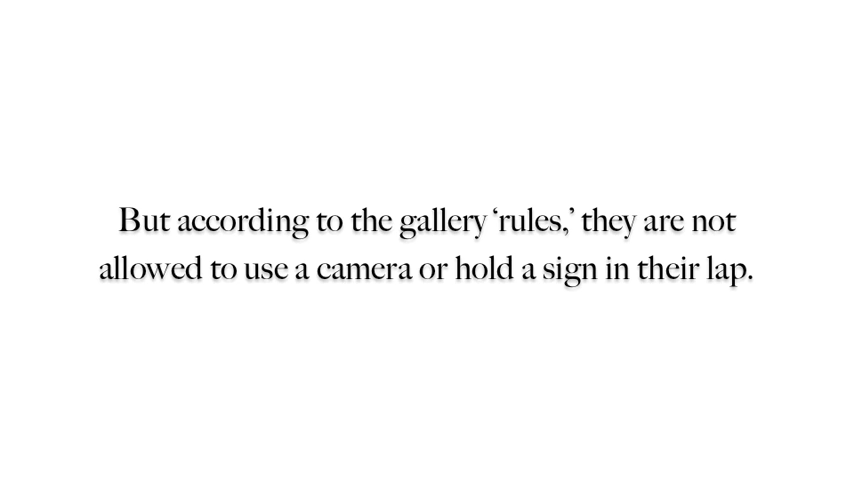 But according to the gallery ‘rules,’ they are not
allowed to use a camera or hold a sign in their lap.